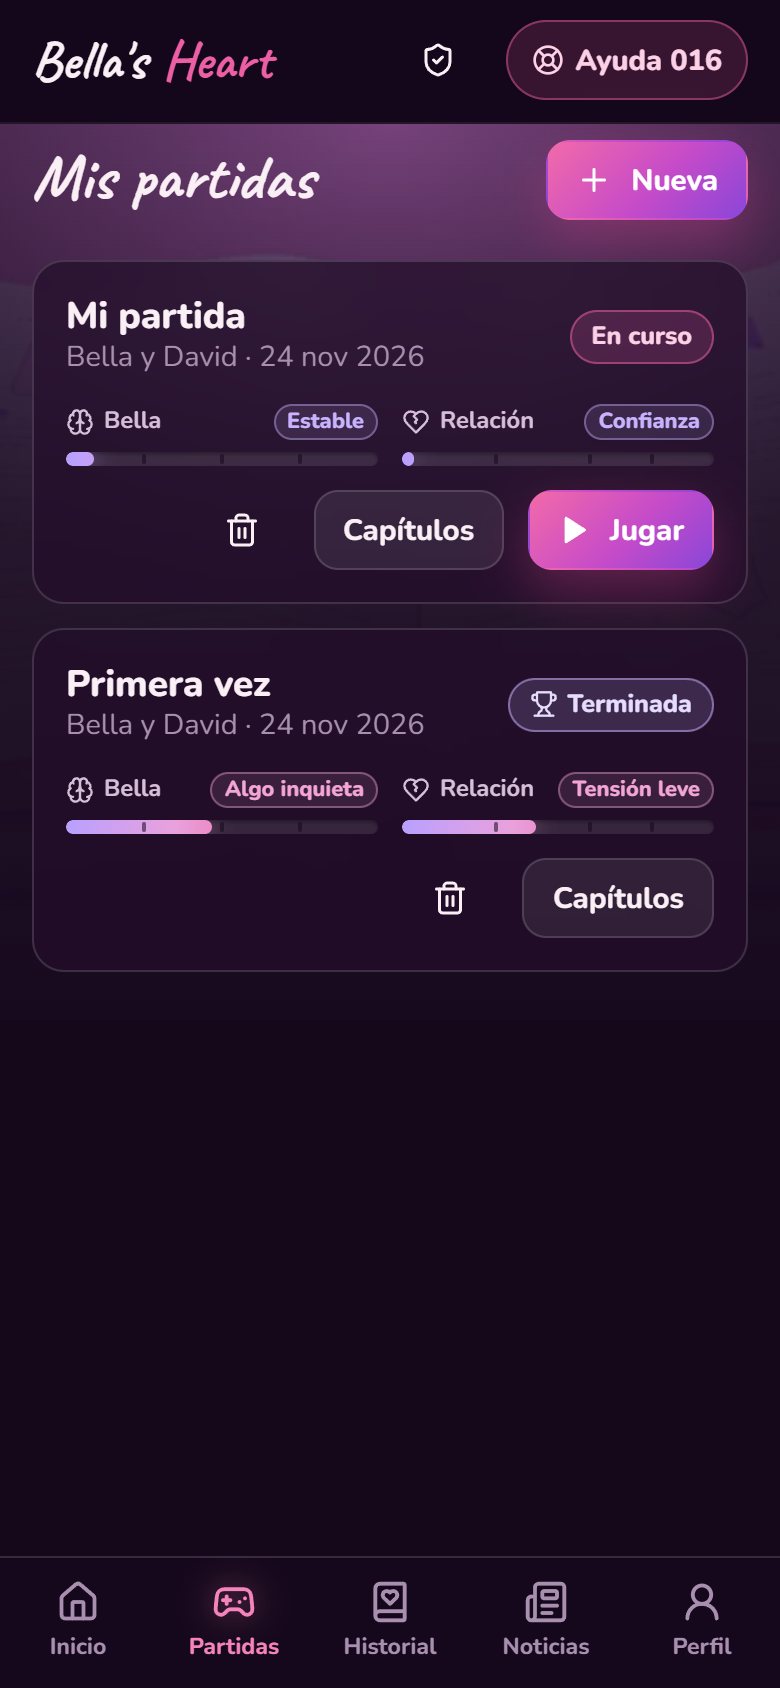 Bella's Heart
Ayuda 016
Mis partidas
Nueva
Mi partida
Bella y David · 24 nov 2026
En curso
Bella
Estable
Relación
Confianza
Capítulos
Jugar
Primera vez
Bella y David · 24 nov 2026
Terminada
Bella
Algo inquieta
Relación
Tensión leve
Capítulos
Inicio
Partidas
Historial
Noticias
Perfil